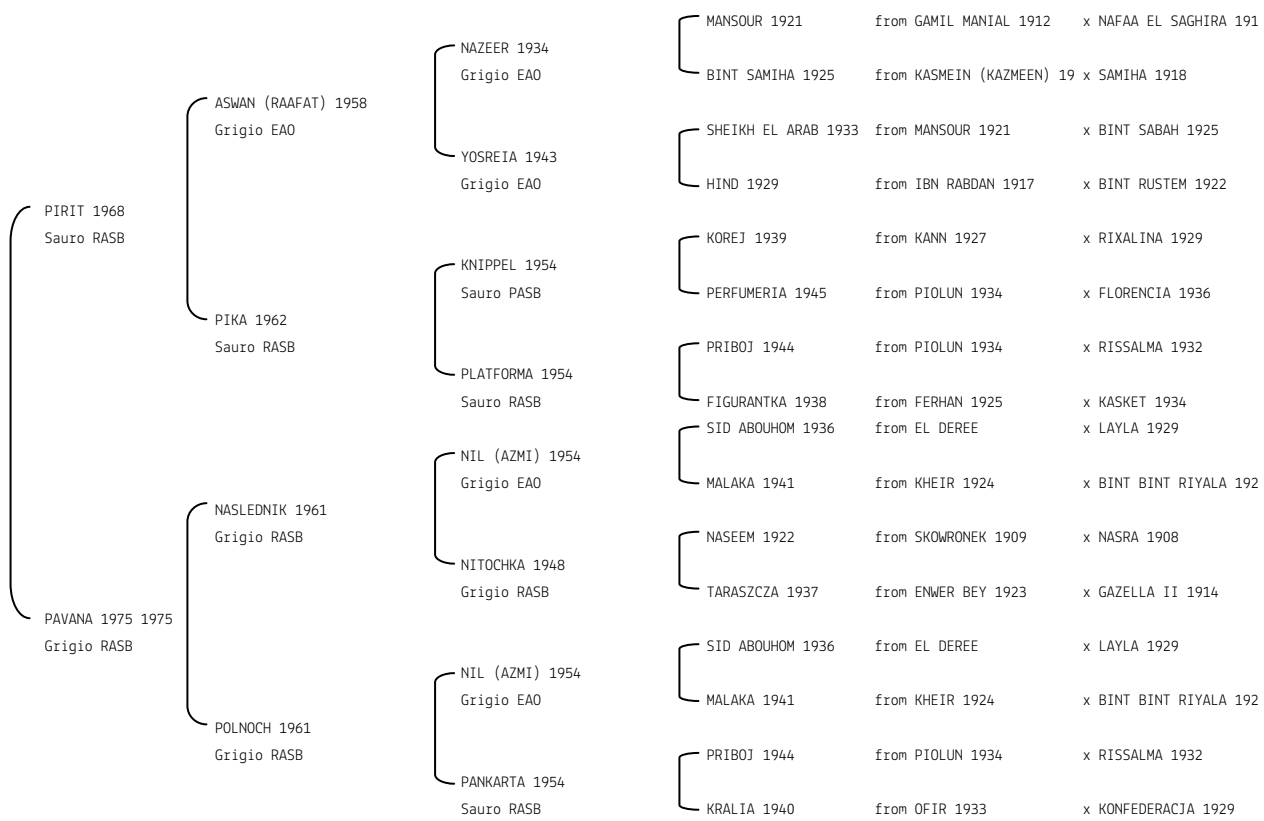 MANSOUR 1921 from GAMIL MANIAL 1912 x NAFAA EL SAGHIRA 191
NAZEER 1934
Grigio EAO
BINT SAMIHA 1925 from KASMEIN (KAZMEEN) 19 x SAMIHA 1918
ASWAN (RAAFAT) 1958
Grigio EAO
SHEIKH EL ARAB 1933 from MANSOUR 1921 x BINT SABAH 1925
YOSREIA 1943
Grigio EAO
HIND 1929 from IBN RABDAN 1917 x BINT RUSTEM 1922
PIRIT 1968
Sauro RASB
KOREJ 1939 from KANN 1927 x RIXALINA 1929
KNIPPEL 1954
Sauro PASB
PERFUMERIA 1945 from PIOLUN 1934 x FLORENCIA 1936
PIKA 1962
Sauro RASB
PRIBOJ 1944 from PIOLUN 1934 x RISSALMA 1932
PLATFORMA 1954
Sauro RASB
FIGURANTKA 1938 from FERHAN 1925 x KASKET 1934
SID ABOUHOM 1936 from EL DEREE x LAYLA 1929
NIL (AZMI) 1954
Grigio EAO
MALAKA 1941 from KHEIR 1924 x BINT BINT RIYALA 192
NASLEDNIK 1961
Grigio RASB
NASEEM 1922 from SKOWRONEK 1909 x NASRA 1908
NITOCHKA 1948
Grigio RASB
TARASZCZA 1937 from ENWER BEY 1923 x GAZELLA II 1914
PAVANA 1975 1975
Grigio RASB
SID ABOUHOM 1936 from EL DEREE x LAYLA 1929
NIL (AZMI) 1954
Grigio EAO
MALAKA 1941 from KHEIR 1924 x BINT BINT RIYALA 192
POLNOCH 1961
Grigio RASB
PRIBOJ 1944 from PIOLUN 1934 x RISSALMA 1932
PANKARTA 1954
Sauro RASB
KRALIA 1940 from OFIR 1933 x KONFEDERACJA 1929